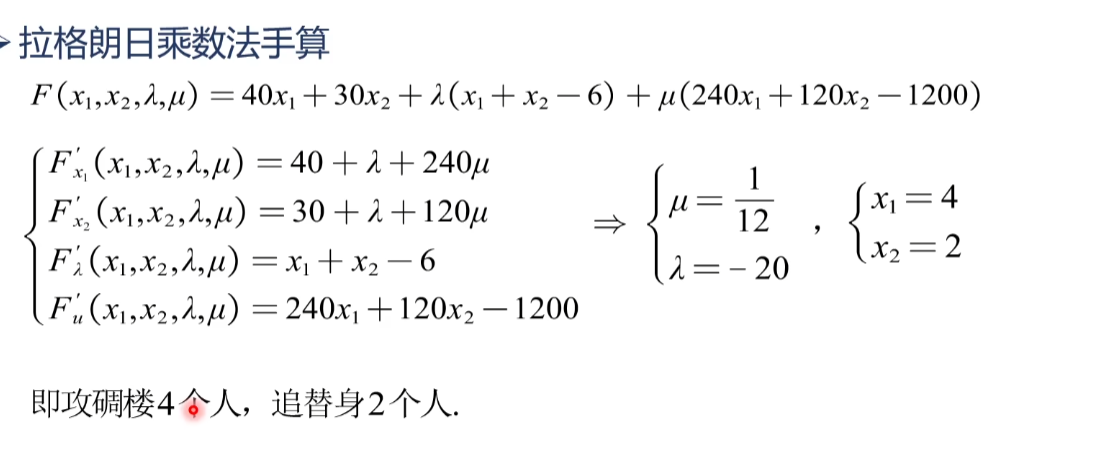 拉格朗日乘数法手算
F(x₁,x₂,λ,μ) = 40x₁ + 30x₂ + λ(x₁ + x₂ − 6) + μ(240x₁ + 120x₂ − 1200)
F′ₓ₁(x₁,x₂,λ,μ) = 40 + λ + 240μ
F′ₓ₂(x₁,x₂,λ,μ) = 30 + λ + 120μ
F′λ(x₁,x₂,λ,μ) = x₁ + x₂ − 6
F′u(x₁,x₂,λ,μ) = 240x₁ + 120x₂ − 1200
⇒
μ = 1/12
λ = − 20
,
x₁ = 4
x₂ = 2
即攻碉楼4个人，追替身2个人.